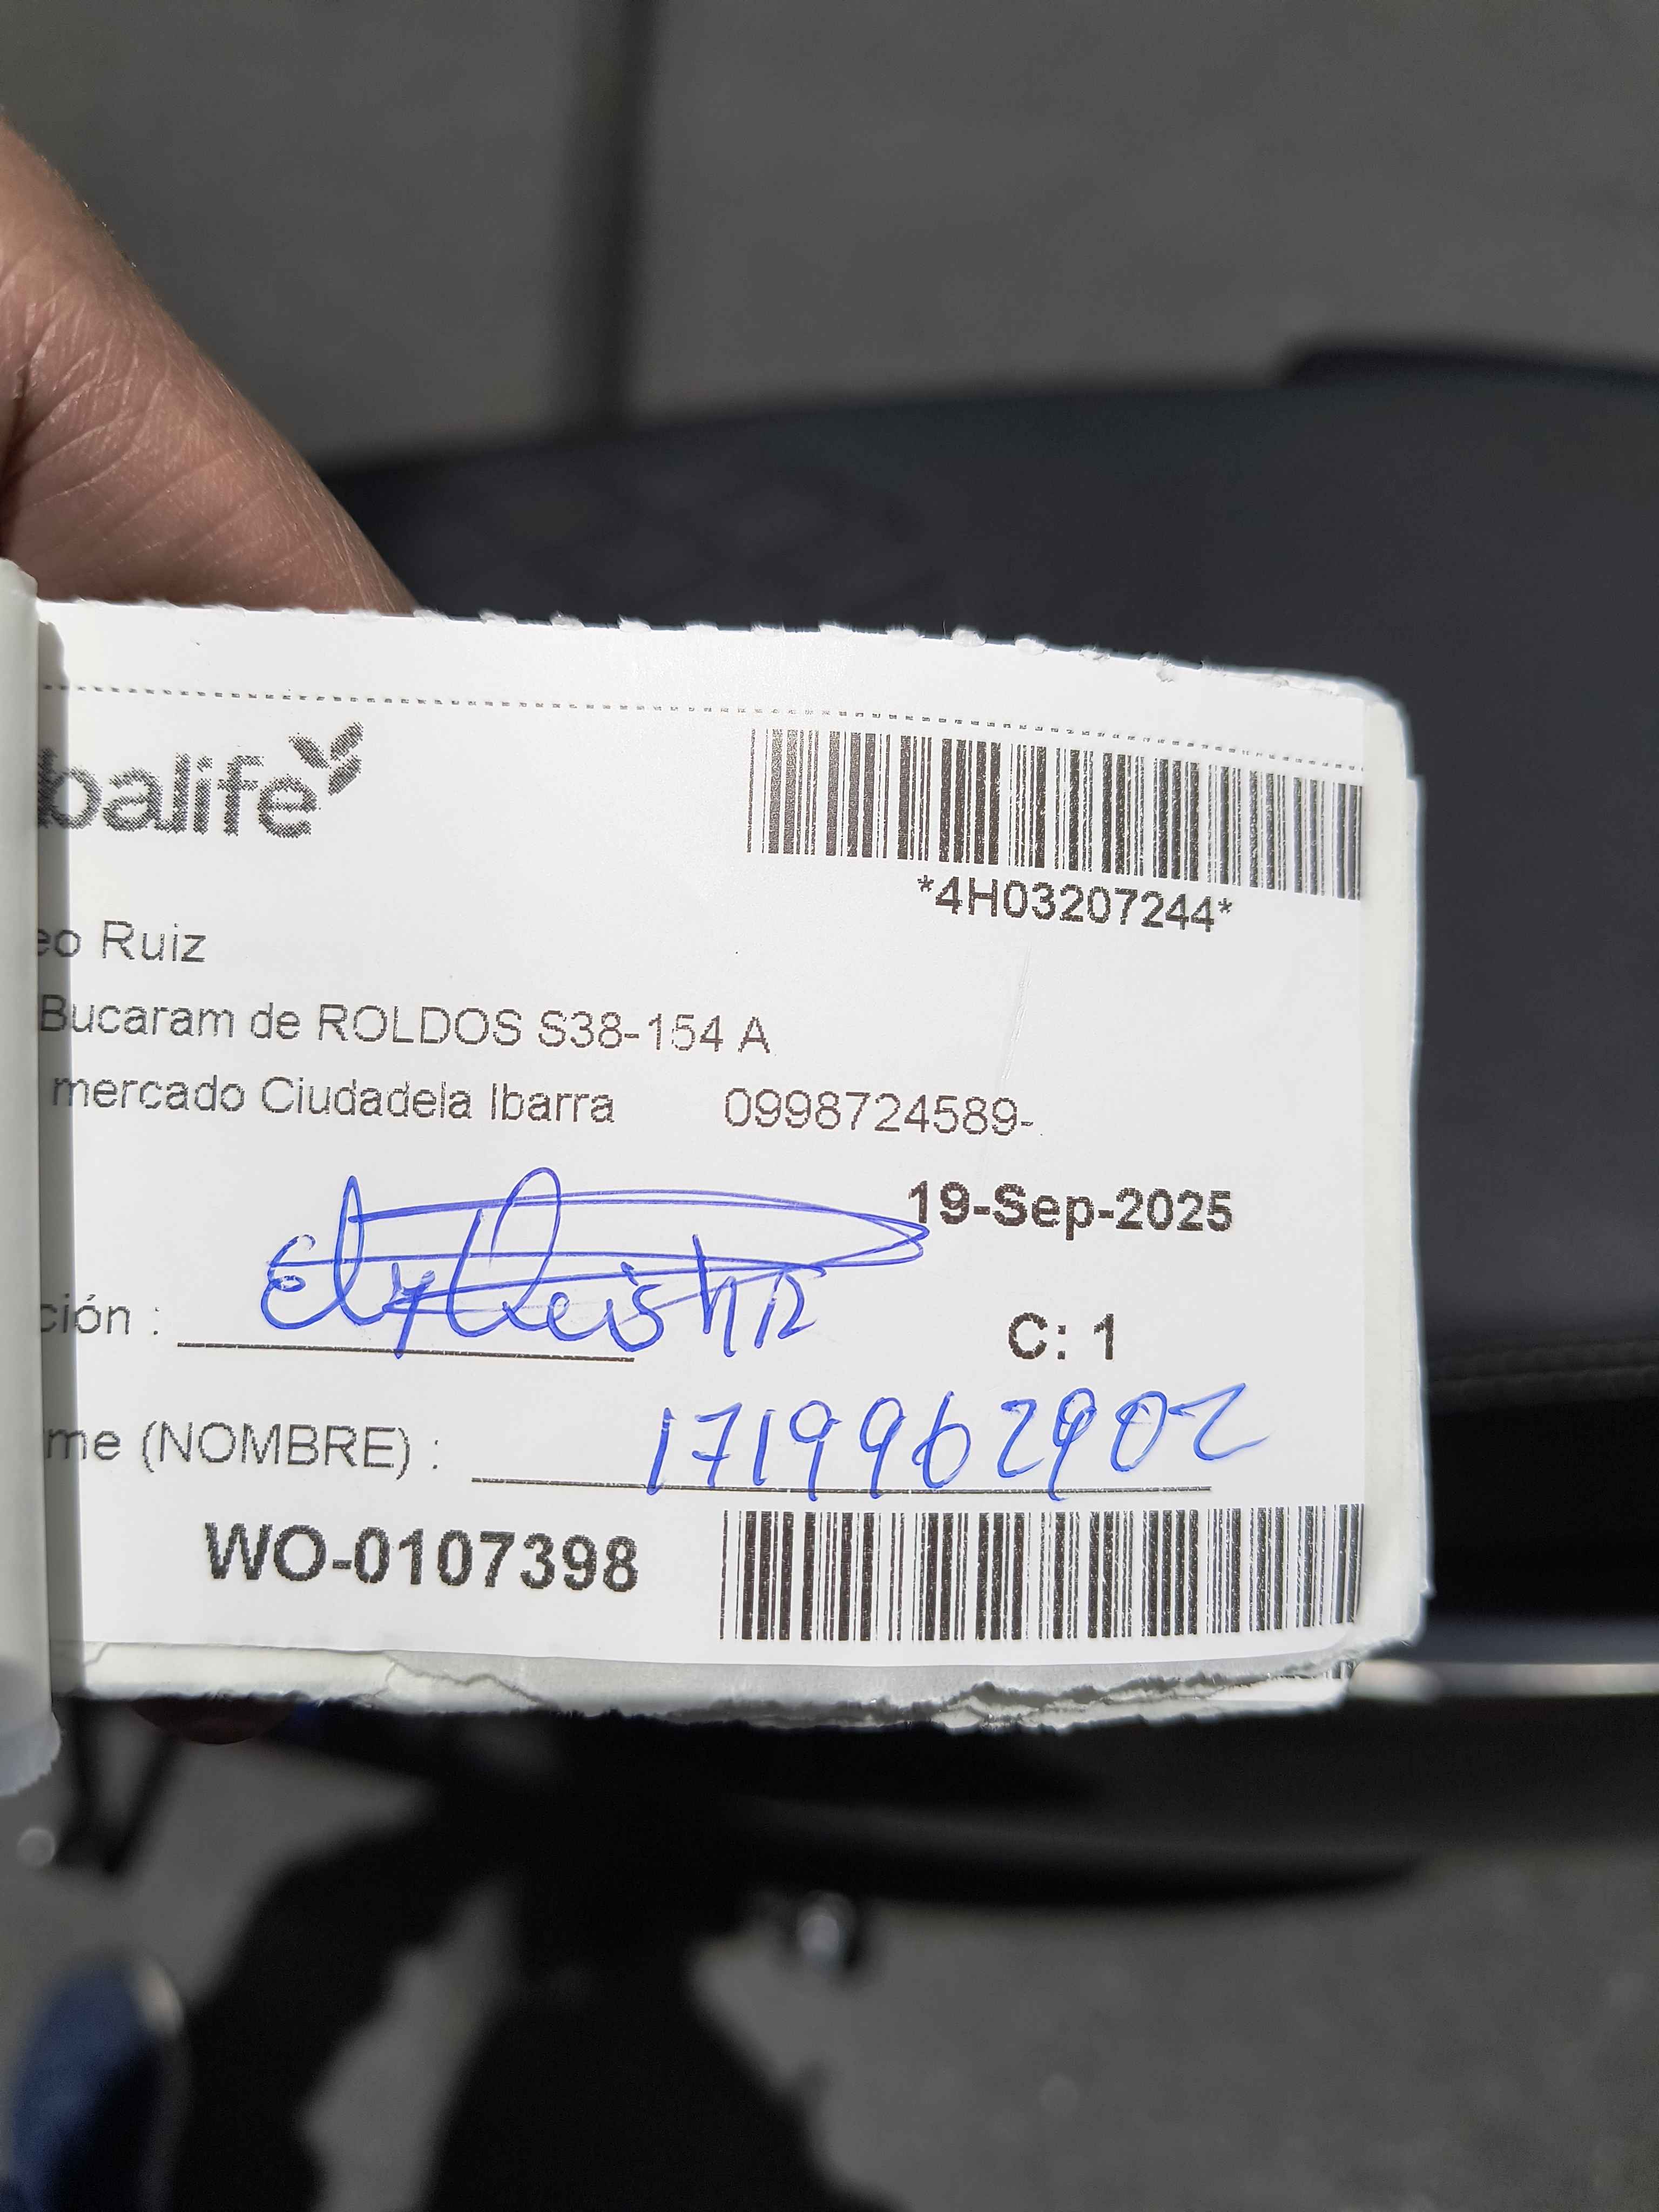 balife
*4H03207244*
eo Ruiz
Bucaram de ROLDOS S38-154 A
mercado Ciudadela Ibarra 0998724589-
19-Sep-2025
ción :
C: 1
me (NOMBRE) : 1719962902
WO-0107398